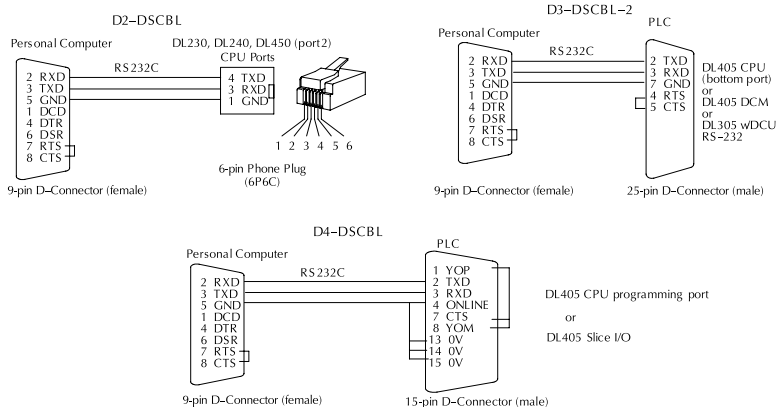 D2–DSCBL
Personal Computer
DL230, DL240, DL450 (port2)
CPU Ports
RS232C
2 RXD
3 TXD
5 GND
1 DCD
4 DTR
6 DSR
7 RTS
8 CTS
4 TXD
3 RXD
1 GND
1 2 3 4 5 6
6-pin Phone Plug
(6P6C)
9-pin D–Connector (female)
D3–DSCBL–2
Personal Computer
PLC
RS232C
2 RXD
3 TXD
5 GND
1 DCD
4 DTR
6 DSR
7 RTS
8 CTS
2 TXD
3 RXD
7 GND
4 RTS
5 CTS
DL405 CPU
(bottom port)
or
DL405 DCM
or
DL305 wDCU
RS–232
9-pin D–Connector (female)
25-pin D–Connector (male)
D4–DSCBL
Personal Computer
PLC
RS232C
2 RXD
3 TXD
5 GND
1 DCD
4 DTR
6 DSR
7 RTS
8 CTS
1 YOP
2 TXD
3 RXD
4 ONLINE
7 CTS
8 YOM
13 0V
14 0V
15 0V
DL405 CPU programming port
or
DL405 Slice I/O
9-pin D–Connector (female)
15-pin D–Connector (male)